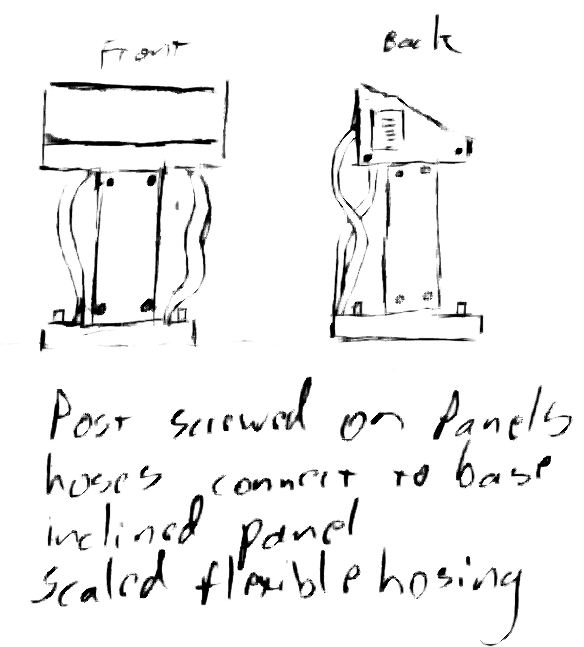 Front
Back
Post screwed on Panels
hoses connect to base
inclined panel
Scaled flexible hosing